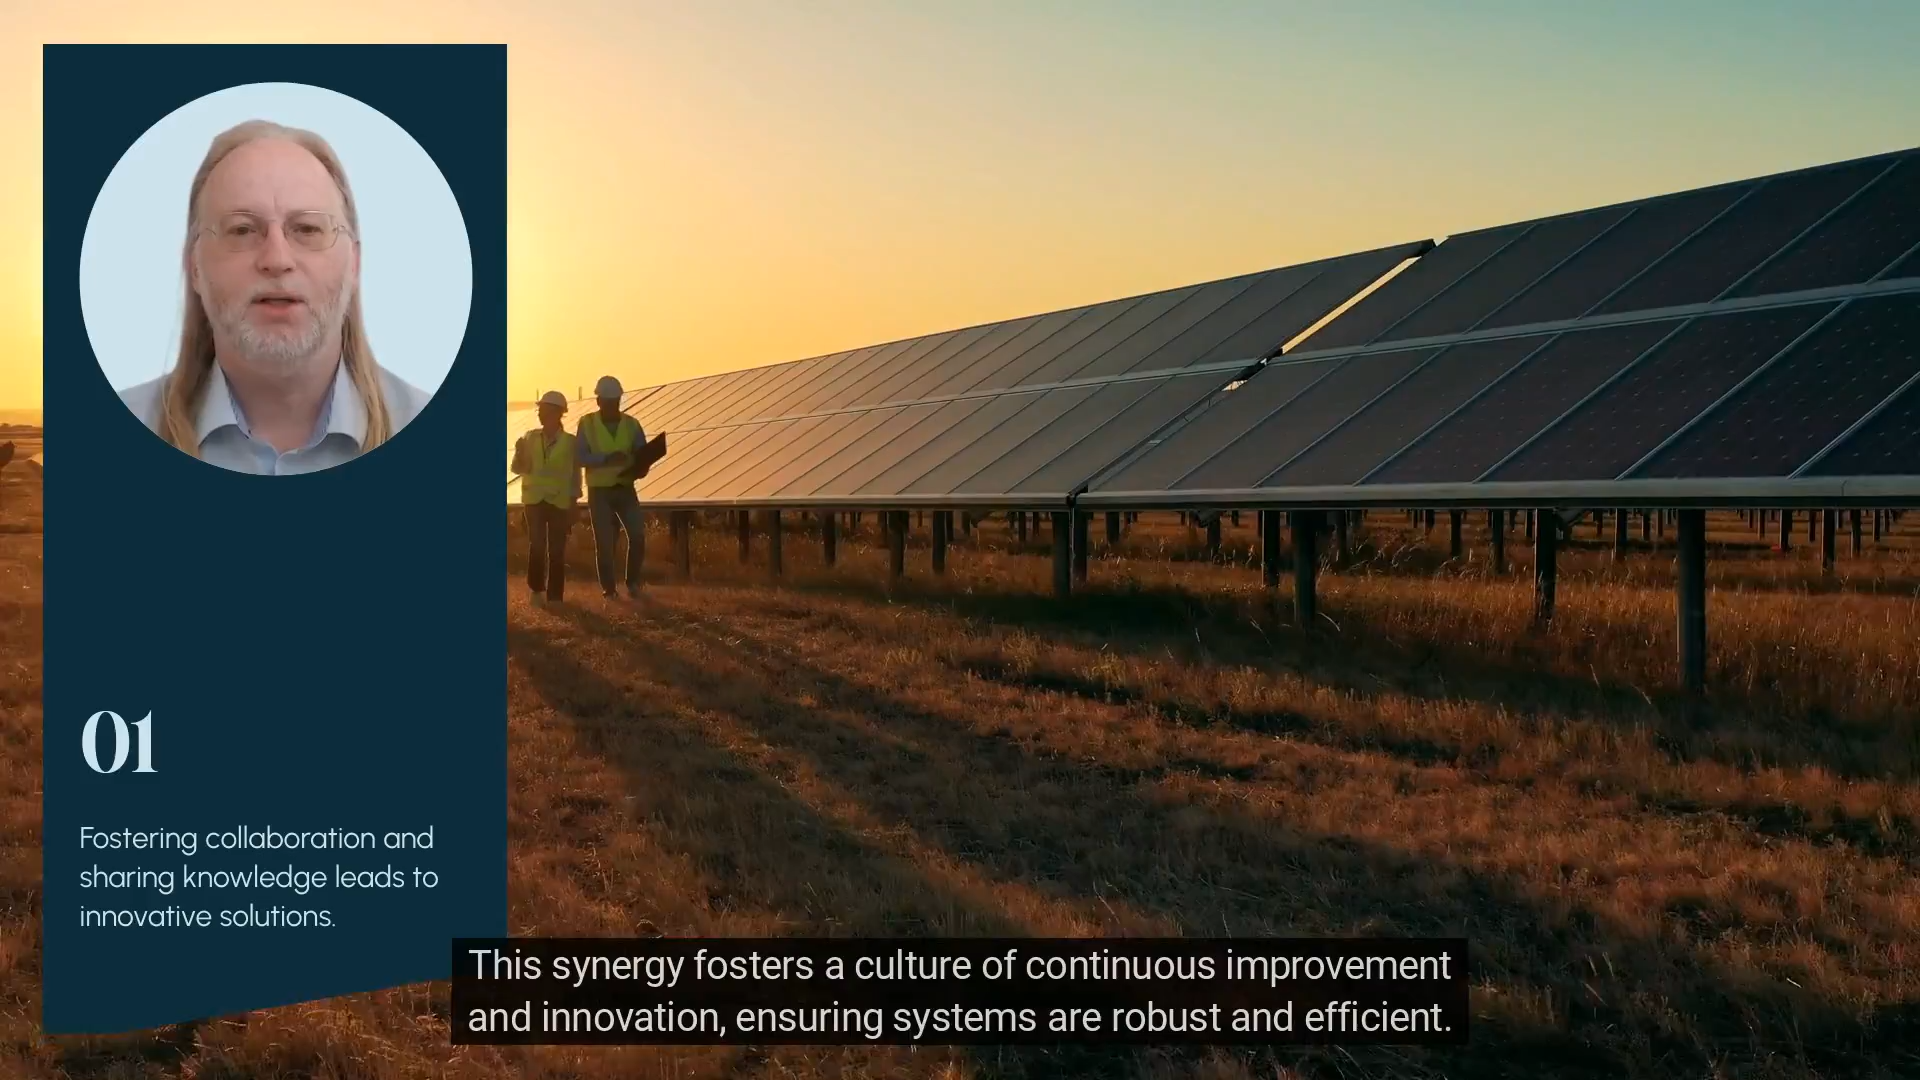 01
Fostering collaboration and
sharing knowledge leads to
innovative solutions.
This synergy fosters a culture of continuous improvement
and innovation, ensuring systems are robust and efficient.